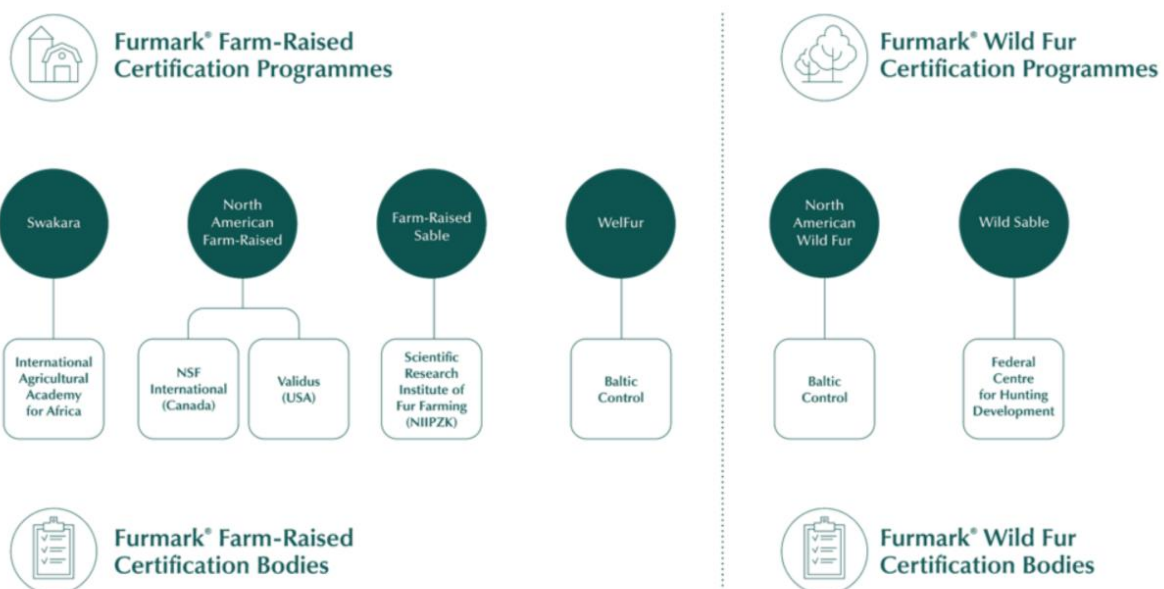 Furmark® Farm-Raised
Certification Programmes
Furmark® Wild Fur
Certification Programmes
Swakara
North
American
Farm-Raised
Farm-Raised
Sable
WelFur
North
American
Wild Fur
Wild Sable
International
Agricultural
Academy
for Africa
NSF
International
(Canada)
Validus
(USA)
Scientific
Research
Institute of
Fur Farming
(NIIPZK)
Baltic
Control
Baltic
Control
Federal
Centre
for Hunting
Development
Furmark® Farm-Raised
Certification Bodies
Furmark® Wild Fur
Certification Bodies